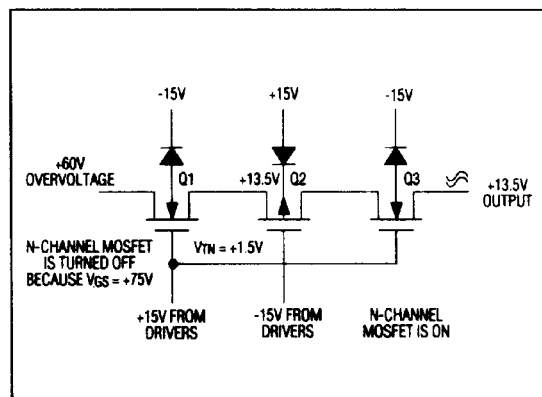 -15V
+15V
-15V
+60V
OVERVOLTAGE
Q1
+13.5V
Q2
Q3
+13.5V
OUTPUT
N-CHANNEL MOSFET
IS TURNED OFF
BECAUSE VGS = +75V
VTN = +1.5V
+15V FROM
DRIVERS
-15V FROM
DRIVERS
N-CHANNEL
MOSFET IS ON